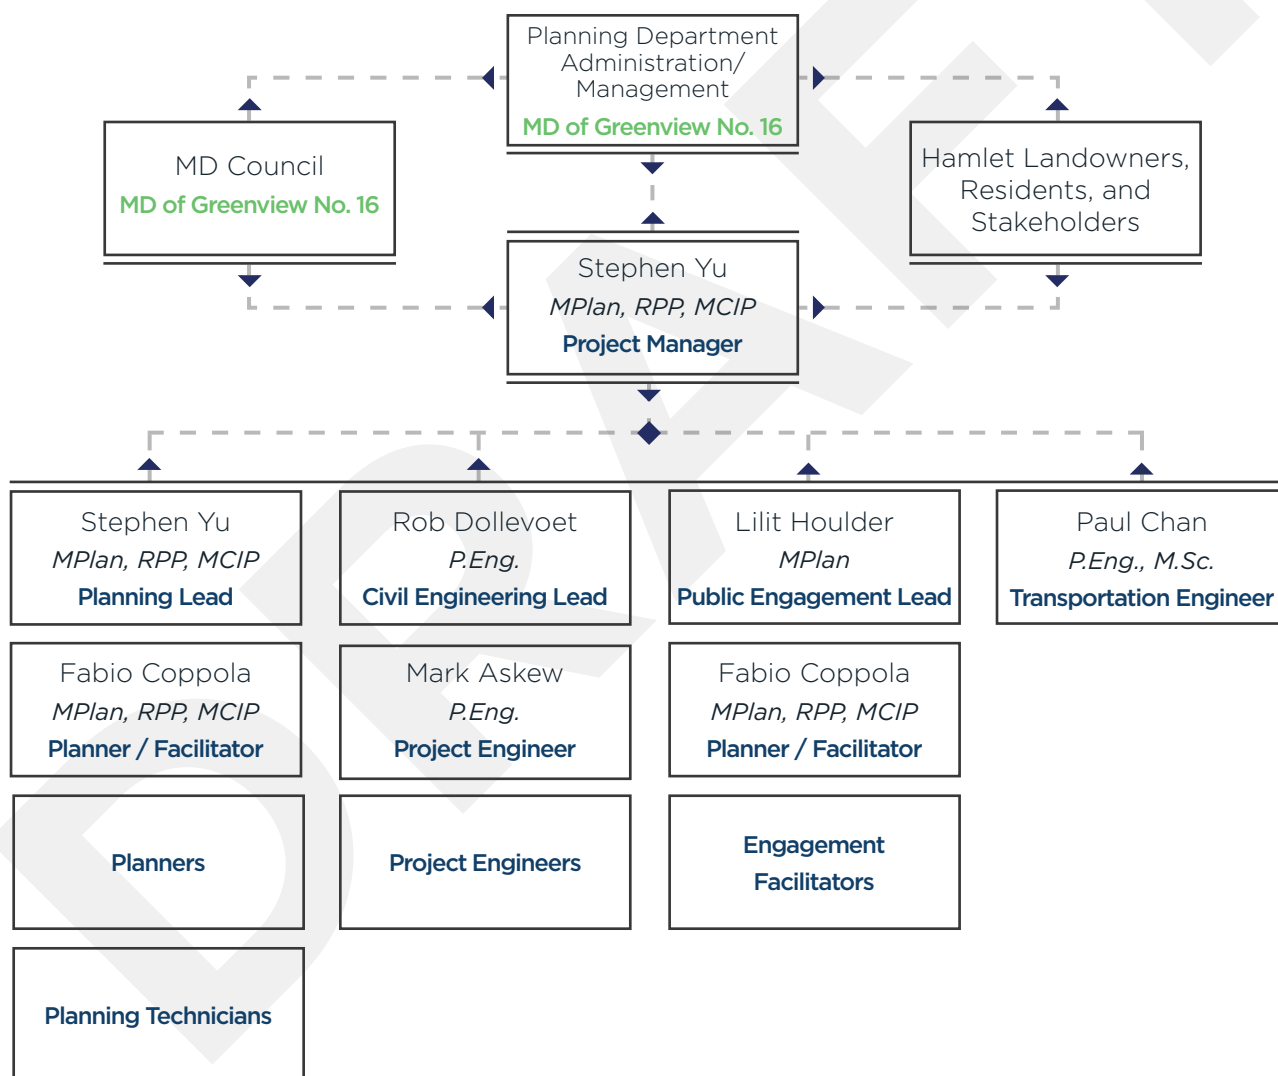 Planning Department
Administration/
Management
MD of Greenview No. 16
MD Council
MD of Greenview No. 16
Hamlet Landowners,
Residents, and
Stakeholders
Stephen Yu
MPlan, RPP, MCIP
Project Manager
Stephen Yu
MPlan, RPP, MCIP
Planning Lead
Rob Dollevoet
P.Eng.
Civil Engineering Lead
Lilit Houlder
MPlan
Public Engagement Lead
Paul Chan
P.Eng., M.Sc.
Transportation Engineer
Fabio Coppola
MPlan, RPP, MCIP
Planner / Facilitator
Mark Askew
P.Eng.
Project Engineer
Fabio Coppola
MPlan, RPP, MCIP
Planner / Facilitator
Planners
Project Engineers
Engagement
Facilitators
Planning Technicians
DRAF